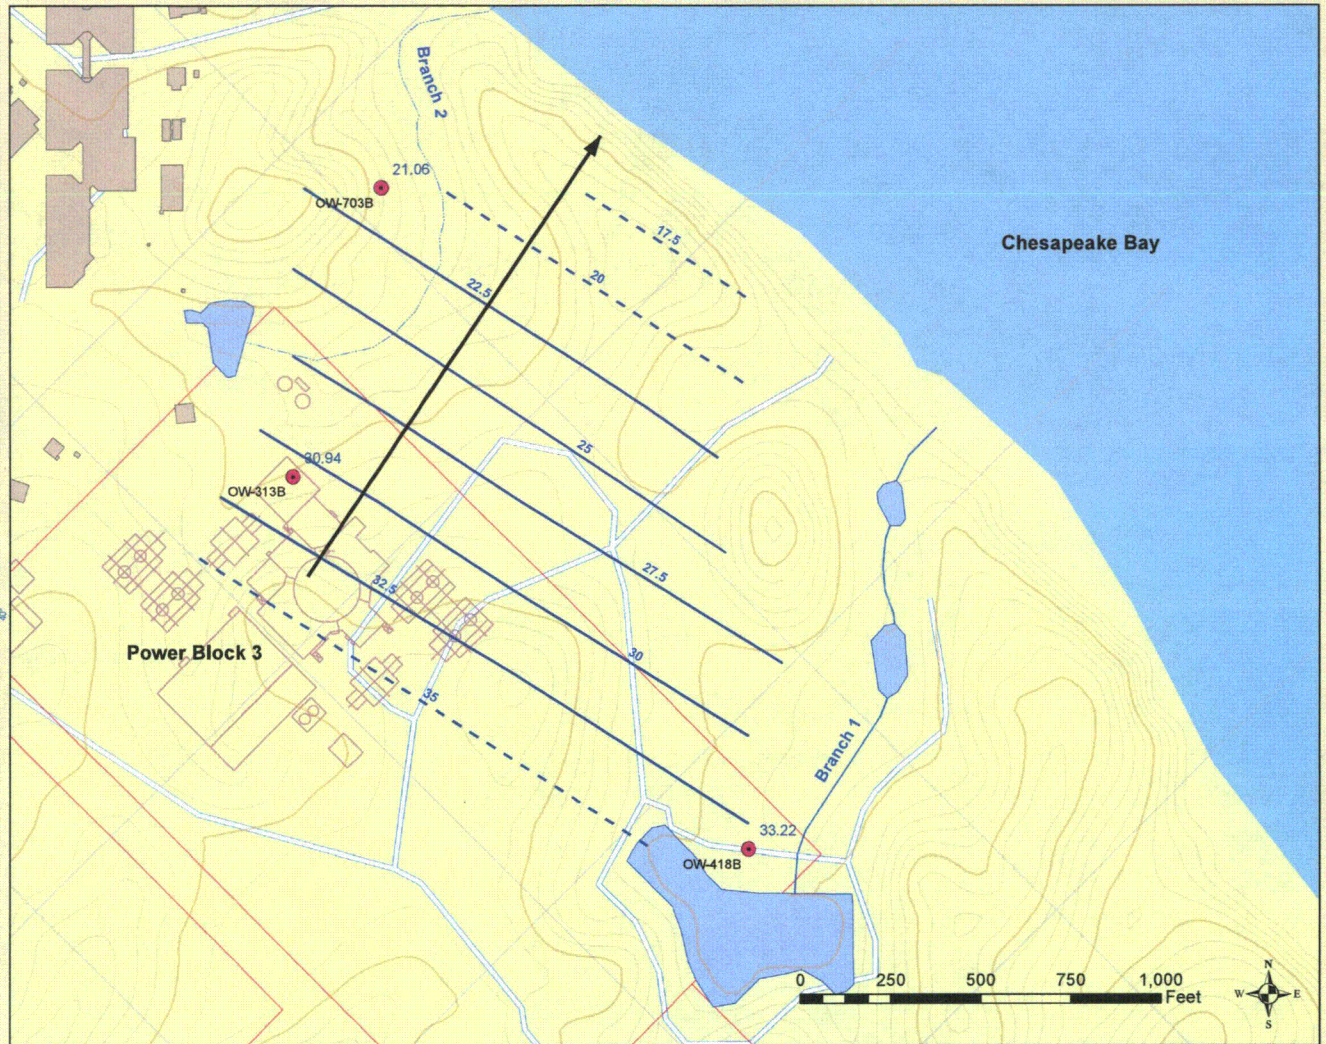 Branch 2
21.06
OW-703B
17.5
Chesapeake Bay
20
22.5
25
30.94
OW-313B
27.5
32.5
Power Block 3
30
35
Branch 1
33.22
OW-418B
0 250 500 750 1,000
Feet
N
W E
S